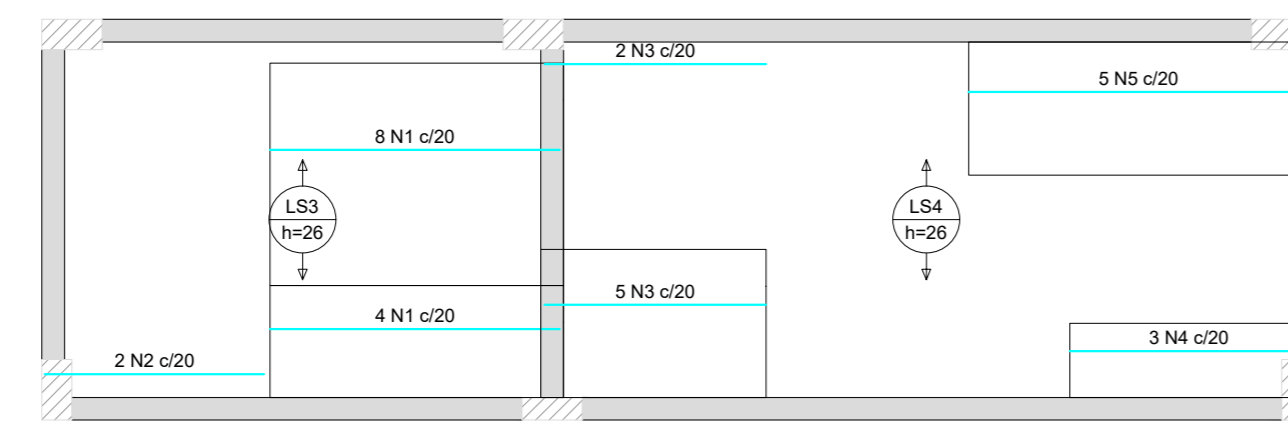 2 N3 c/20
5 N5 c/20
8 N1 c/20
LS3
h=26
LS4
h=26
5 N3 c/20
4 N1 c/20
3 N4 c/20
2 N2 c/20